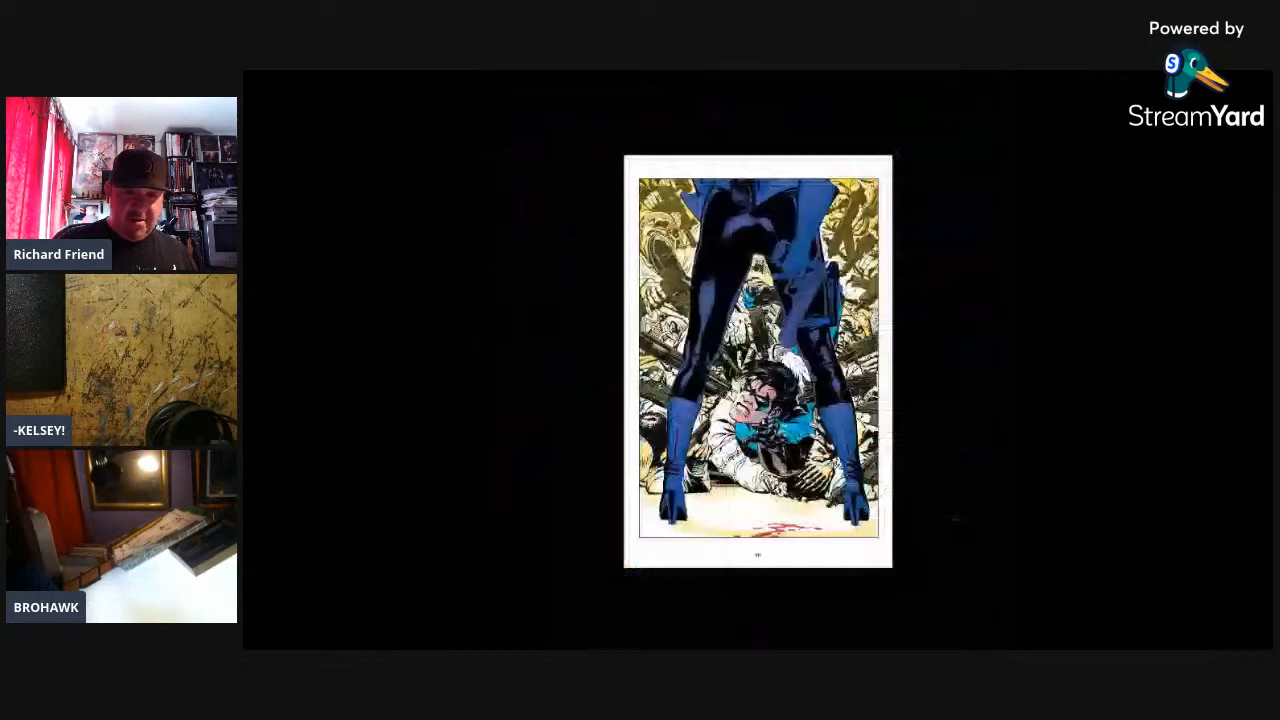 Powered by
StreamYard
Richard Friend
-KELSEY!
BROHAWK